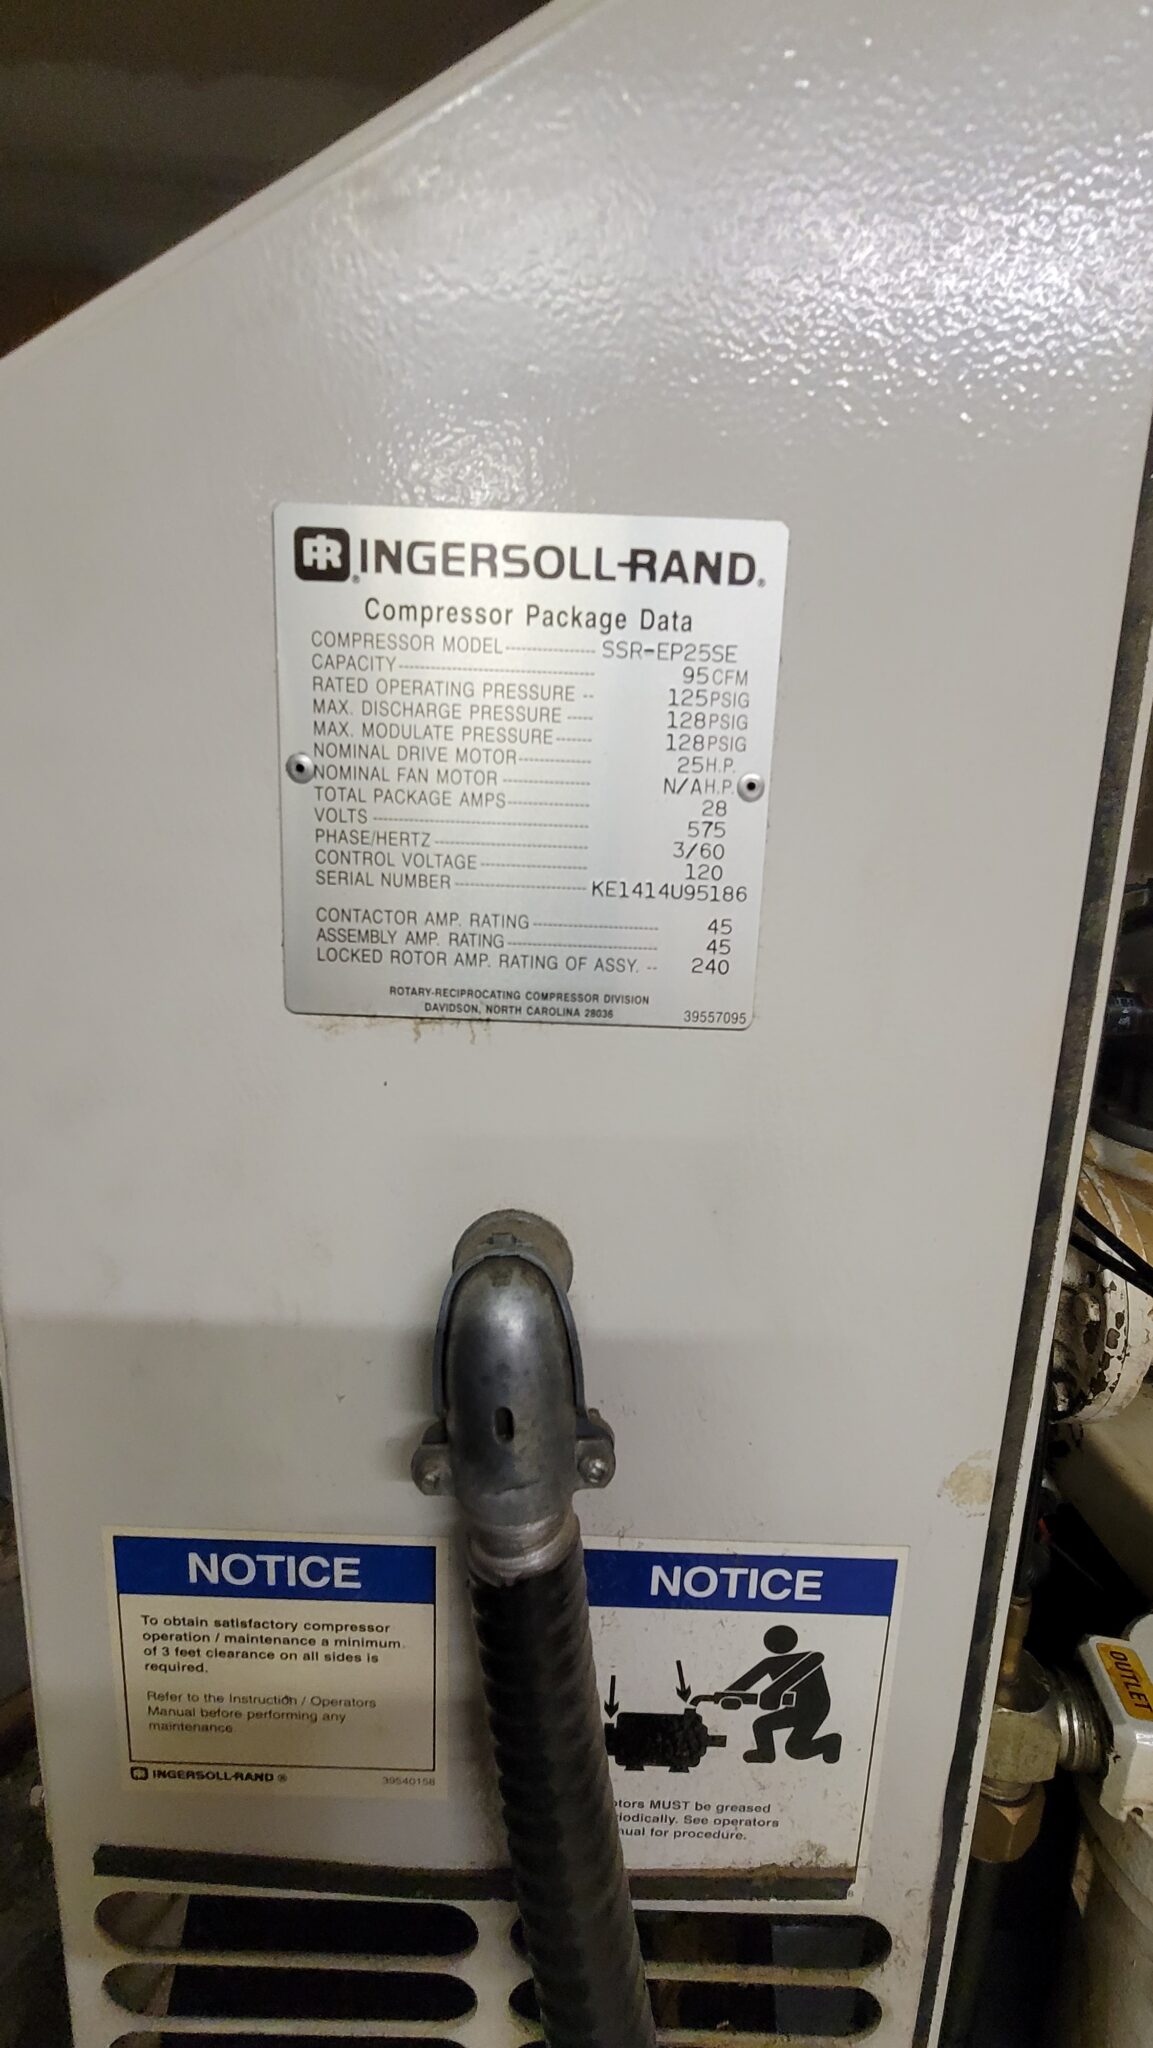 IR INGERSOLL-RAND®
Compressor Package Data
COMPRESSOR MODEL SSR-EP25SE
CAPACITY 95 CFM
RATED OPERATING PRESSURE 125 PSIG
MAX. DISCHARGE PRESSURE 128 PSIG
MAX. MODULATE PRESSURE 128 PSIG
NOMINAL DRIVE MOTOR 25 H.P.
NOMINAL FAN MOTOR N/A H.P.
TOTAL PACKAGE AMPS 28
VOLTS 575
PHASE/HERTZ 3/60
CONTROL VOLTAGE 120
SERIAL NUMBER KE1414U95186
CONTACTOR AMP. RATING 45
ASSEMBLY AMP. RATING 45
LOCKED ROTOR AMP. RATING OF ASSY. 240
ROTARY-RECIPROCATING COMPRESSOR DIVISION
DAVIDSON, NORTH CAROLINA 28036
39557095
NOTICE
To obtain satisfactory compressor
operation / maintenance a minimum
of 3 feet clearance on all sides is
required.
Refer to the Instruction / Operators
Manual before performing any
maintenance.
IR INGERSOLL-RAND®
39540158
NOTICE
MUST be greased
See operators
for procedure.
OUTLET